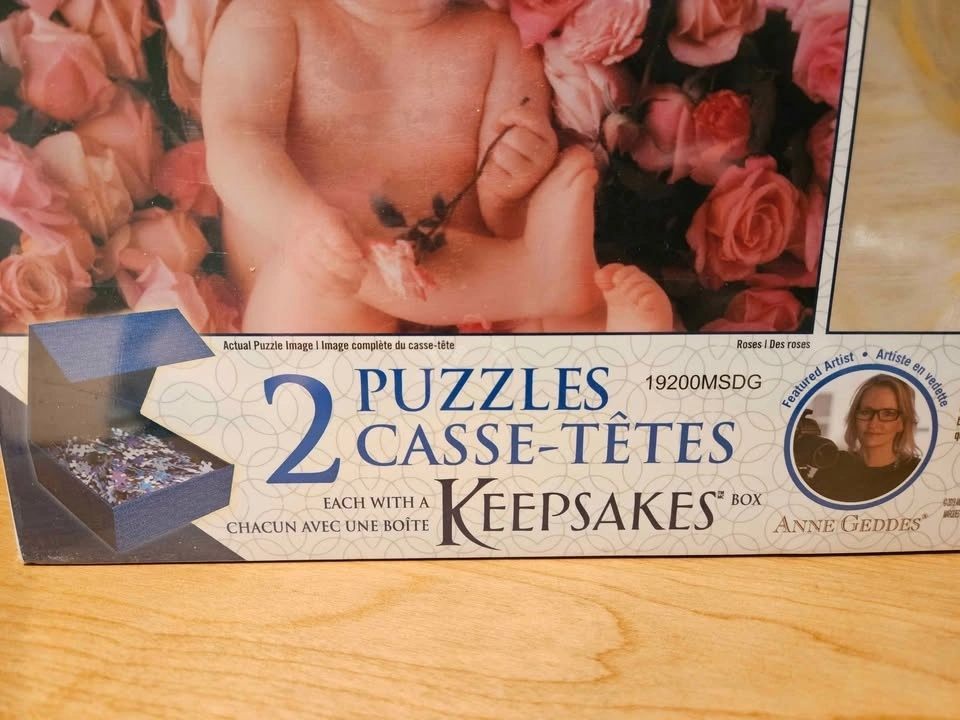 Actual Puzzle Image | Image complète du casse-tête
Roses | Des roses
2 PUZZLES
CASSE-TÊTES
19200MSDG
EACH WITH A
CHACUN AVEC UNE BOÎTE
KEEPSAKES™ BOX
Featured Artist • Artiste en vedette
ANNE GEDDES®